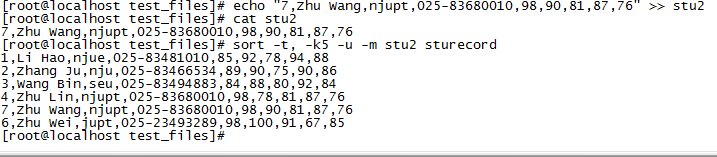 [root@localhost test_files]# echo "7,Zhu Wang,njupt,025-83680010,98,90,81,87,76" >> stu2
[root@localhost test_files]# cat stu2
7,Zhu Wang,njupt,025-83680010,98,90,81,87,76
[root@localhost test_files]# sort -t, -k5 -u -m stu2 sturecord
1,Li Hao,njue,025-83481010,85,92,78,94,88
2,Zhang Ju,nju,025-83466534,89,90,75,90,86
3,Wang Bin,seu,025-83494883,84,88,80,92,84
4,Zhu Lin,njupt,025-83680010,98,78,81,87,76
7,Zhu Wang,njupt,025-83680010,98,90,81,87,76
6,Zhu Wei,jupt,025-23493289,98,100,91,67,85
[root@localhost test_files]#